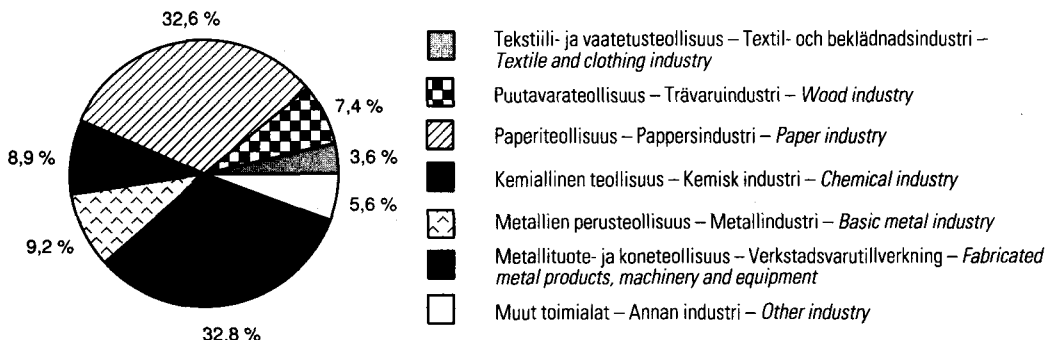 32,6 %
7,4 %
3,6 %
5,6 %
32,8 %
9,2 %
8,9 %
Tekstiili- ja vaatetusteollisuus – Textil- och beklädnadsindustri –
Textile and clothing industry
Puutavarateollisuus – Trävaruindustri – Wood industry
Paperiteollisuus – Pappersindustri – Paper industry
Kemiallinen teollisuus – Kemisk industri – Chemical industry
Metallien perusteollisuus – Metallindustri – Basic metal industry
Metallituote- ja koneteollisuus – Verkstadsvarutillverkning – Fabricated
metal products, machinery and equipment
Muut toimialat – Annan industri – Other industry